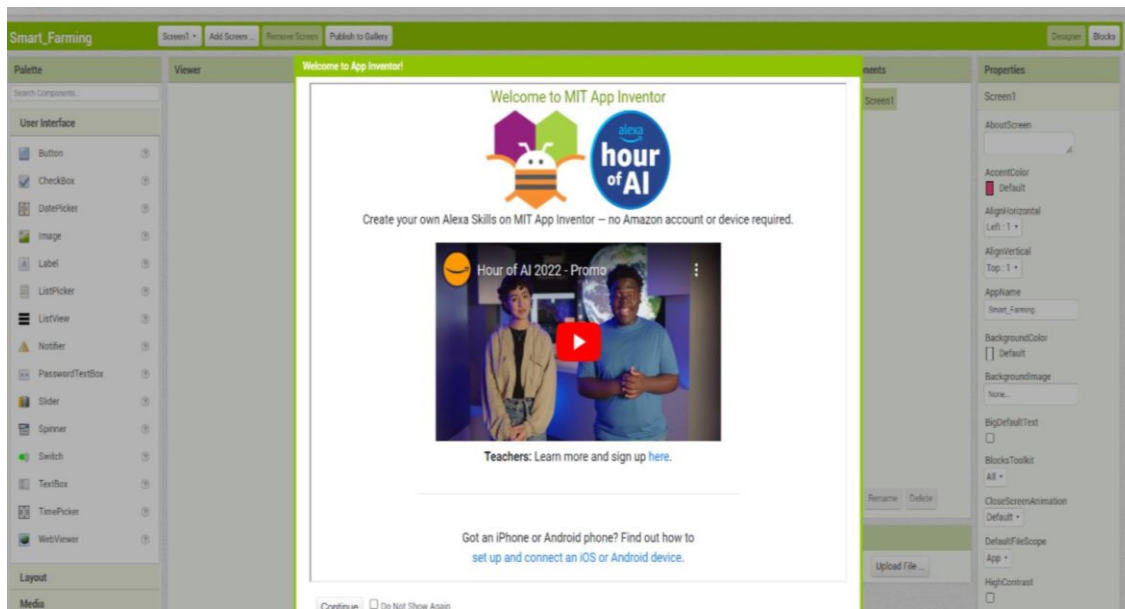 Smart_Farming
Screen1
Add Screen ...
Remove Screen
Publish to Gallery
Designer
Blocks
Palette
Search Components...
User Interface
Button
CheckBox
DatePicker
Image
Label
ListPicker
ListView
Notifier
PasswordTextBox
Slider
Spinner
Switch
TextBox
TimePicker
WebViewer
Layout
Media
Viewer
Welcome to App Inventor!
Welcome to MIT App Inventor
alexa
hour
of AI
Create your own Alexa Skills on MIT App Inventor — no Amazon account or device required.
Hour of AI 2022 - Promo
Teachers: Learn more and sign up here.
Got an iPhone or Android phone? Find out how to
set up and connect an iOS or Android device.
Continue
Do Not Show Again
nents
Screen1
Rename
Delete
Upload File ...
Properties
Screen1
AboutScreen
AccentColor
Default
AlignHorizontal
Left : 1
AlignVertical
Top : 1
AppName
Smart_Farming
BackgroundColor
Default
BackgroundImage
None...
BigDefaultText
BlocksToolkit
All
CloseScreenAnimation
Default
DefaultFileScope
App
HighContrast